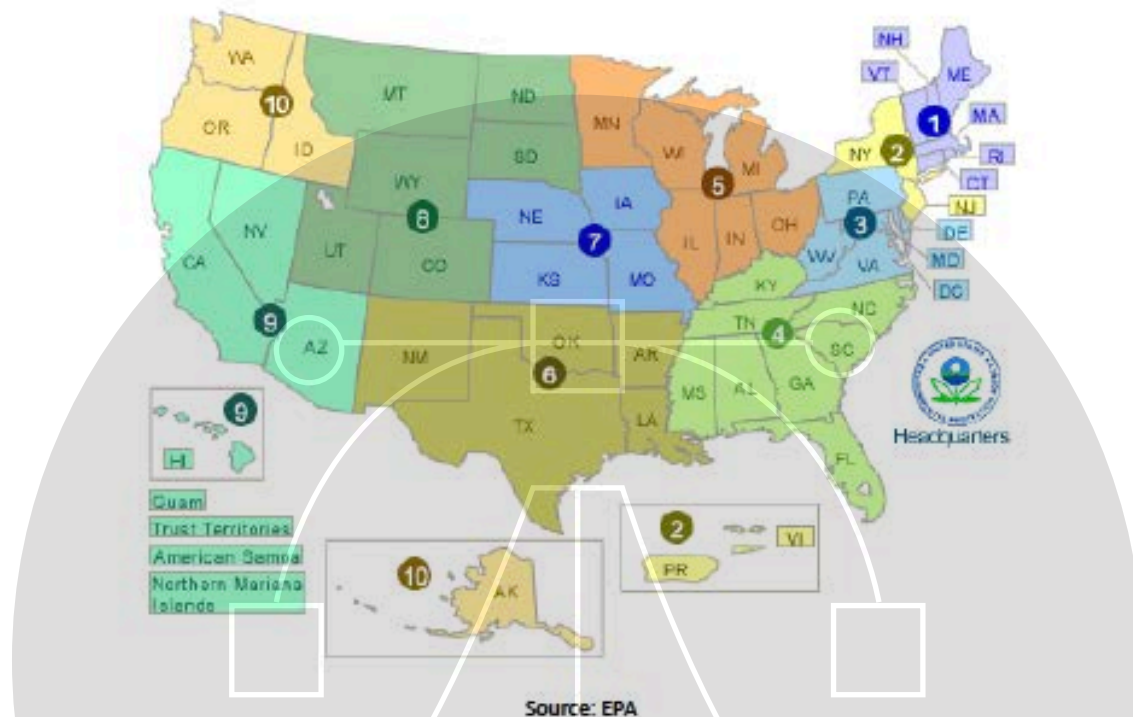 NH
WA
VT
ME
MT
ND
10
MA
OR
MN
1
ID
WI
NY
2
RI
SD
MI
CT
WY
5
PA
NJ
IA
NE
8
3
OH
NV
7
DE
UT
IL
IN
WV
CO
VA
MD
CA
KS
MO
KY
DC
NC
9
TN
4
OK
AZ
SC
NM
AR
6
GA
MS
AL
9
TX
LA
Headquarters
HI
FL
Guam
Trust Territories
2
VI
American Samoa
10
PR
Northern Mariana
Islands
AK
Source: EPA